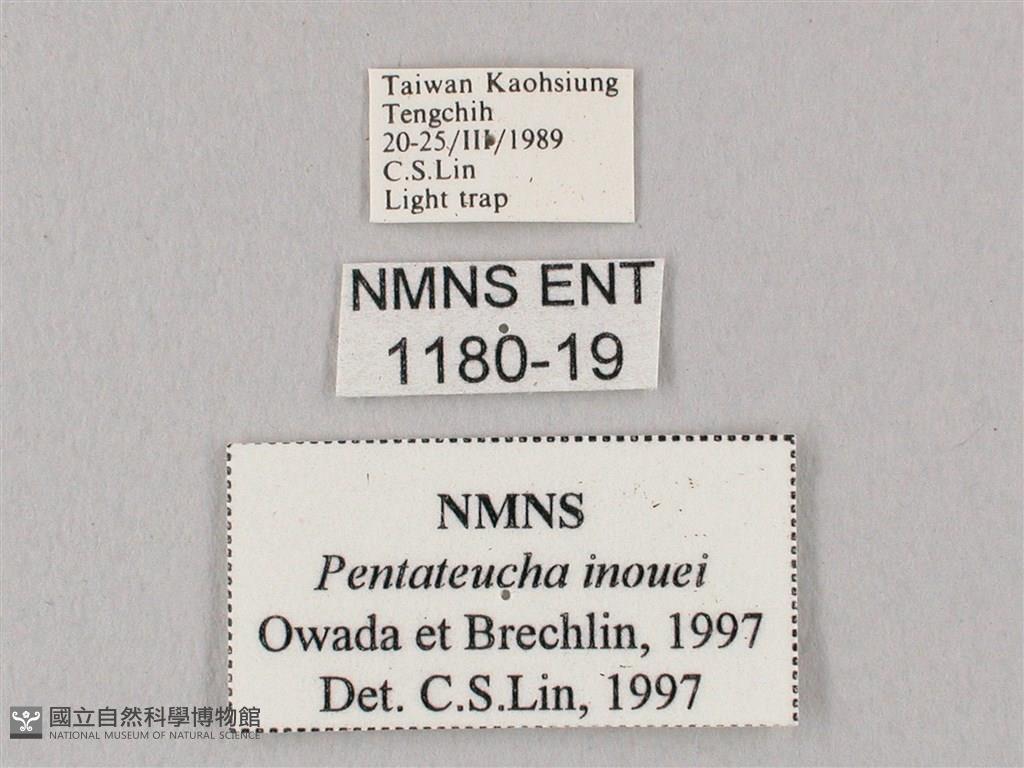 Taiwan Kaohsiung
Tengchih
20-25/III/1989
C.S.Lin
Light trap
NMNS ENT
1180-19
NMNS
Pentateucha inouei
Owada et Brechlin, 1997
Det. C.S.Lin, 1997
國立自然科學博物館
NATIONAL MUSEUM OF NATURAL SCIENCE